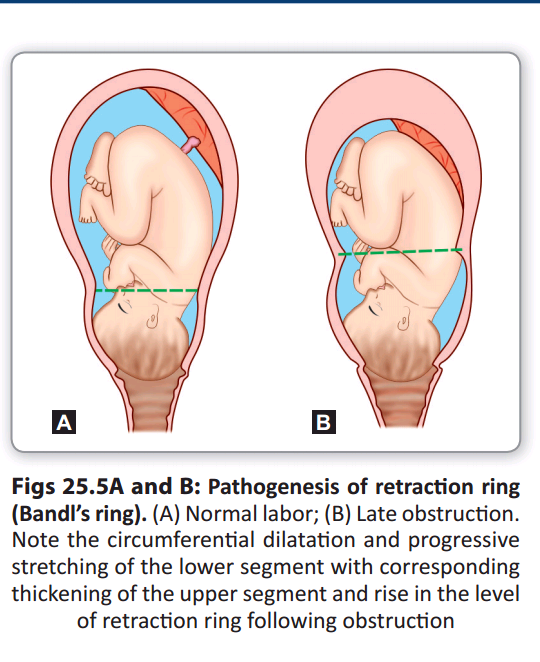 A
B
Figs 25.5A and B: Pathogenesis of retraction ring
(Bandl’s ring). (A) Normal labor; (B) Late obstruction.
Note the circumferential dilatation and progressive
stretching of the lower segment with corresponding
thickening of the upper segment and rise in the level
of retraction ring following obstruction